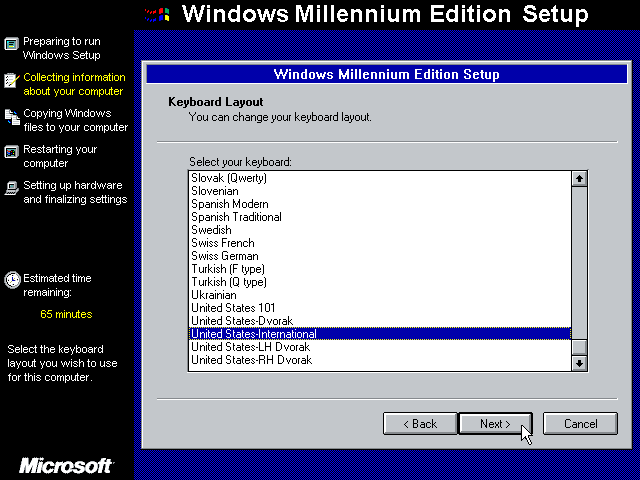 Windows Millennium Edition Setup
Preparing to run
Windows Setup
Collecting information
about your computer
Copying Windows
files to your computer
Restarting your
computer
Setting up hardware
and finalizing settings
Estimated time
remaining:
65 minutes
Select the keyboard
layout you wish to use
for this computer.
Microsoft
Windows Millennium Edition Setup
Keyboard Layout
You can change your keyboard layout.
Select your keyboard:
Slovak (Qwerty)
Slovenian
Spanish Modern
Spanish Traditional
Swedish
Swiss French
Swiss German
Turkish (F type)
Turkish (Q type)
Ukrainian
United States 101
United States-Dvorak
United States-International
United States-LH Dvorak
United States-RH Dvorak
< Back
Next >
Cancel